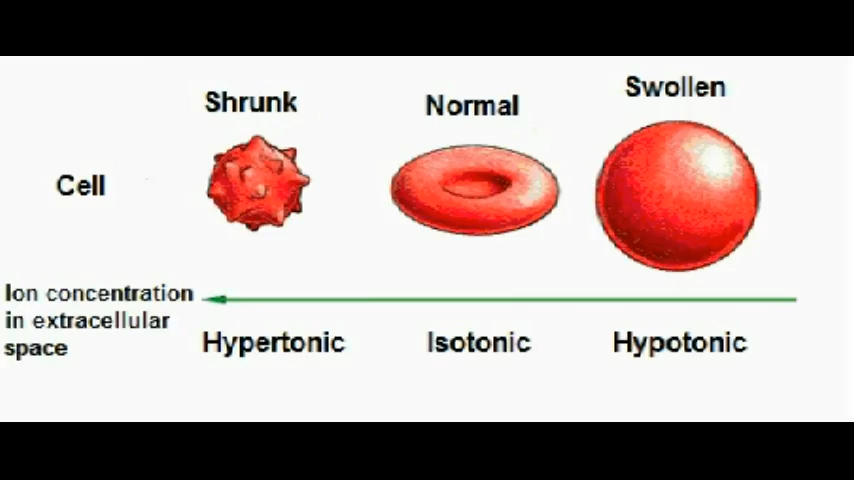 Shrunk
Normal
Swollen
Cell
Ion concentration
in extracellular
space
Hypertonic
Isotonic
Hypotonic